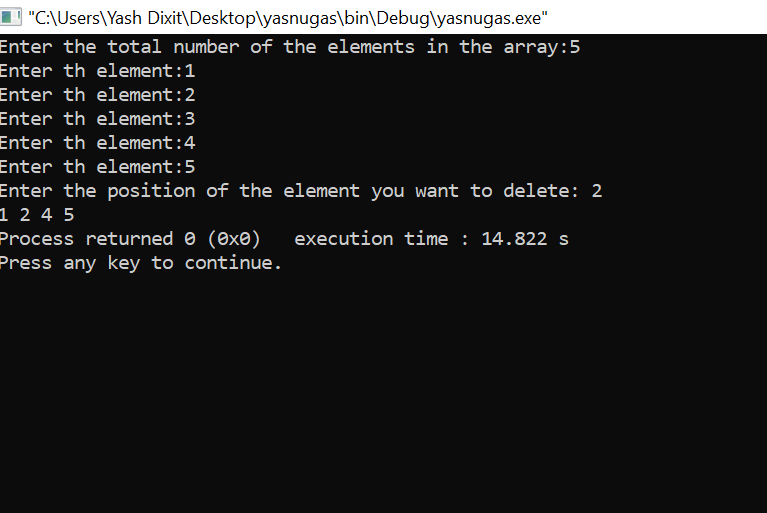 "C:\Users\Yash Dixit\Desktop\yasnugas\bin\Debug\yasnugas.exe"
Enter the total number of the elements in the array:5
Enter th element:1
Enter th element:2
Enter th element:3
Enter th element:4
Enter th element:5
Enter the position of the element you want to delete: 2
1 2 4 5
Process returned 0 (0x0)   execution time : 14.822 s
Press any key to continue.